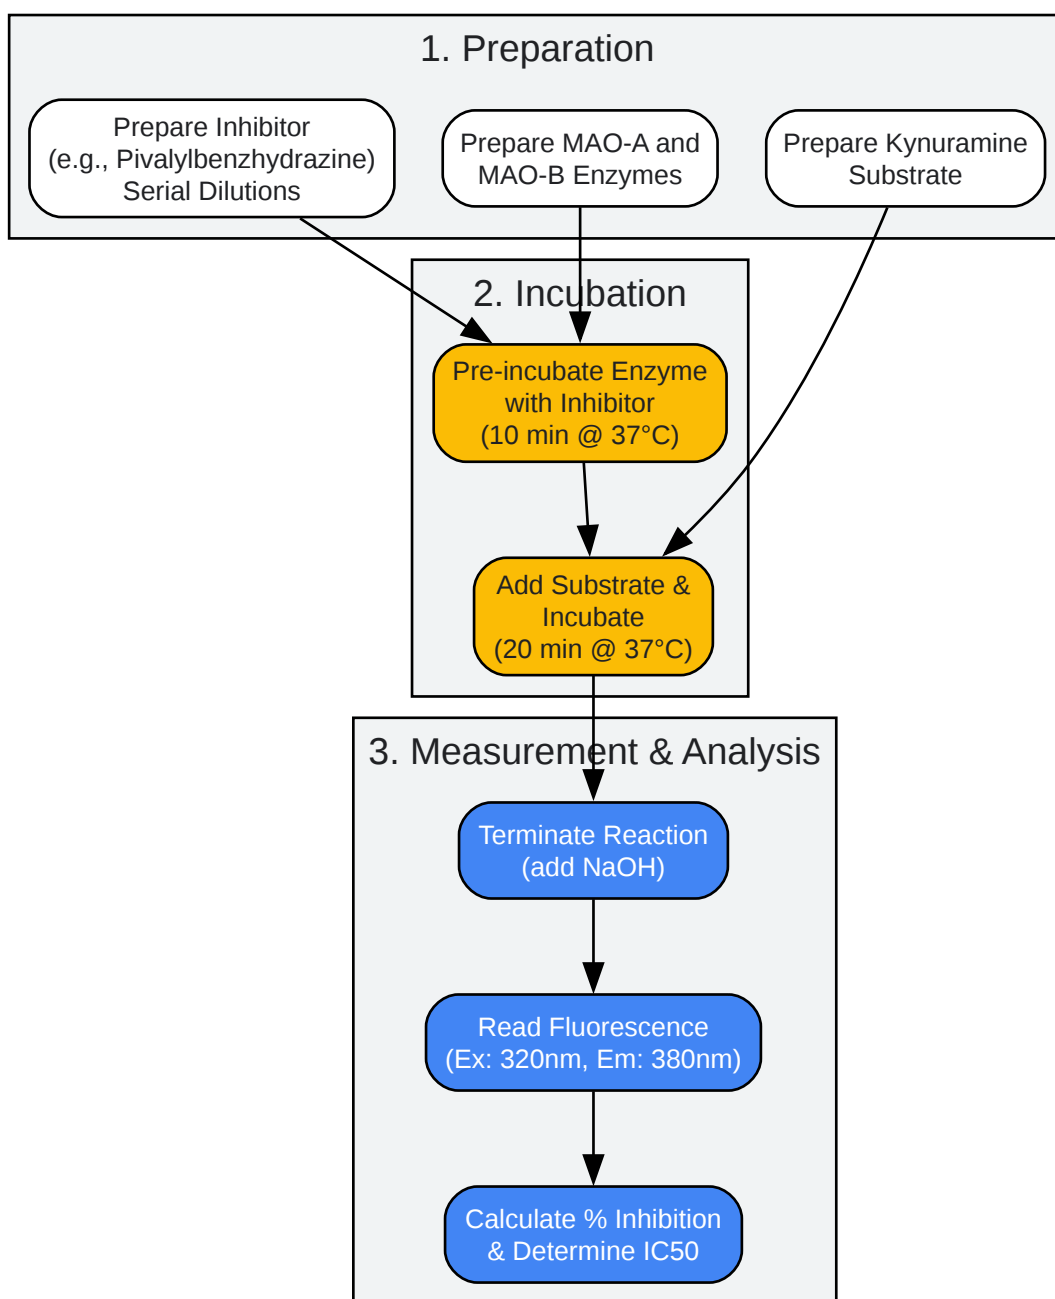 1. Preparation
Prepare Inhibitor
(e.g., Pivalylbenzhydrazine)
Serial Dilutions
Prepare MAO-A and
MAO-B Enzymes
Prepare Kynuramine
Substrate
2. Incubation
Pre-incubate Enzyme
with Inhibitor
(10 min @ 37°C)
Add Substrate &
Incubate
(20 min @ 37°C)
3. Measurement & Analysis
Terminate Reaction
(add NaOH)
Read Fluorescence
(Ex: 320nm, Em: 380nm)
Calculate % Inhibition
& Determine IC50